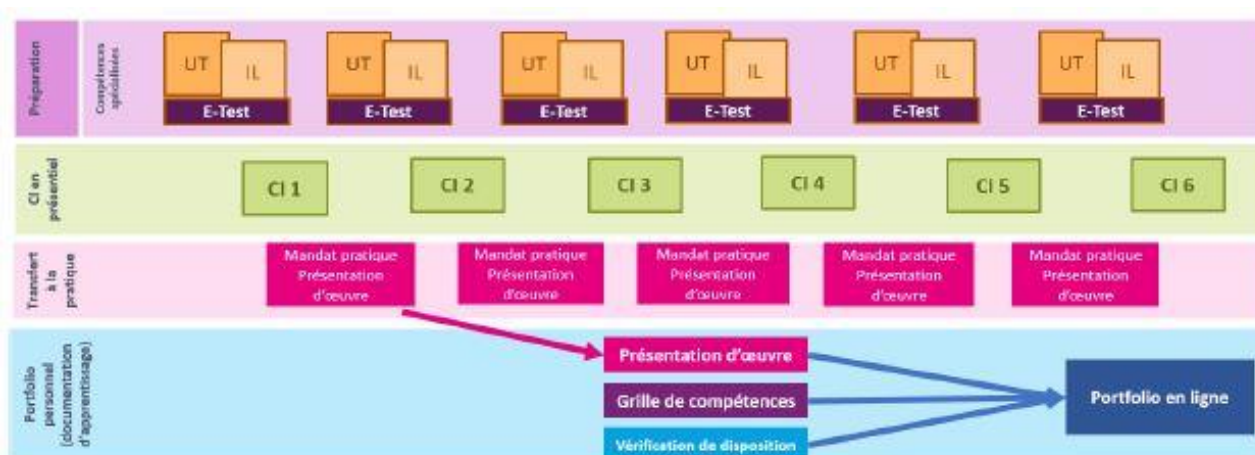 Préparation
Compétences
spécialisées
UT
IL
E-Test
UT
IL
E-Test
UT
IL
E-Test
UT
IL
E-Test
UT
IL
E-Test
UT
IL
E-Test
CI en
présentiel
CI 1
CI 2
CI 3
CI 4
CI 5
CI 6
Transfert
à la
pratique
Mandat pratique
Présentation
d'œuvre
Mandat pratique
Présentation
d'œuvre
Mandat pratique
Présentation
d'œuvre
Mandat pratique
Présentation
d'œuvre
Mandat pratique
Présentation
d'œuvre
Portfolio
personnel
(documentation
d'apprentissage)
Présentation d'œuvre
Grille de compétences
Vérification de disposition
Portfolio en ligne